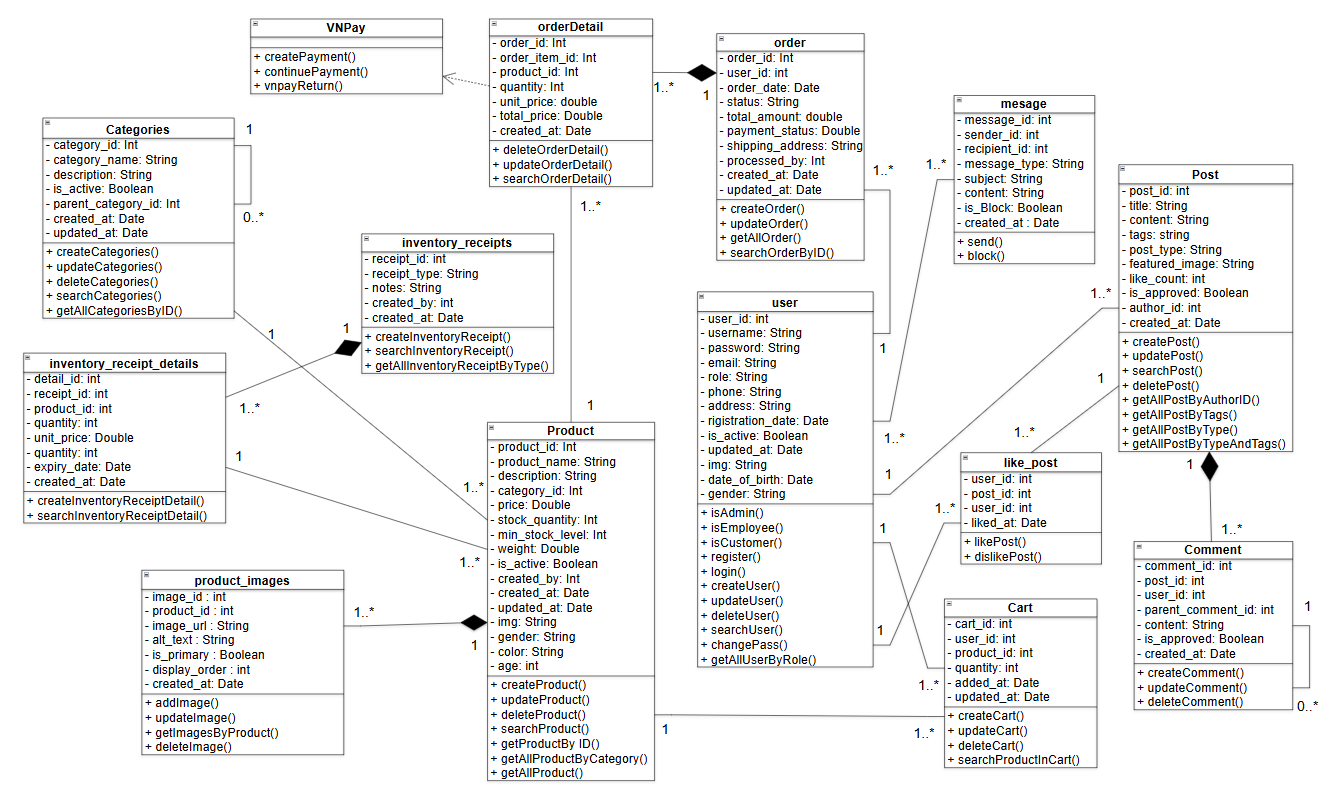 VNPay
+ createPayment()
+ continuePayment()
+ vnpayReturn()
orderDetail
- order_id: Int
- order_item_id: Int
- product_id: Int
- quantity: Int
- unit_price: double
- total_price: Double
- created_at: Date
+ deleteOrderDetail()
+ updateOrderDetail()
+ searchOrderDetail()
1..*
1
1..*
1
order
- order_id: Int
- user_id: int
- order_date: Date
- status: String
- total_amount: double
- payment_status: Double
- shipping_address: String
- processed_by: Int
- created_at: Date
- updated_at: Date
+ createOrder()
+ updateOrder()
+ getAllOrder()
+ searchOrderByID()
1..*
1
mesage
- message_id: int
- sender_id: int
- recipient_id: int
- message_type: String
- subject: String
- content: String
- is_Block: Boolean
- created_at : Date
+ send()
+ block()
1..*
1..*
Categories
- category_id: Int
- category_name: String
- description: String
- is_active: Boolean
- parent_category_id: Int
- created_at: Date
- updated_at: Date
+ createCategories()
+ updateCategories()
+ deleteCategories()
+ searchCategories()
+ getAllCategoriesByID()
1
0..*
1
1..*
inventory_receipts
- receipt_id: int
- receipt_type: String
- notes: String
- created_by: int
- created_at: Date
+ createInventoryReceipt()
+ searchInventoryReceipt()
+ getAllInventoryReceiptByType()
1
1..*
inventory_receipt_details
- detail_id: int
- receipt_id: int
- product_id: int
- quantity: int
- unit_price: Double
- quantity: int
- expiry_date: Date
- created_at: Date
+ createInventoryReceiptDetail()
+ searchInventoryReceiptDetail()
1
1..*
product_images
- image_id : int
- product_id : int
- image_url : String
- alt_text : String
- is_primary : Boolean
- display_order : int
- created_at: Date
+ addImage()
+ updateImage()
+ getImagesByProduct()
+ deleteImage()
1..*
1
Product
- product_id: Int
- product_name: String
- description: String
- category_id: Int
- price: Double
- stock_quantity: Int
- min_stock_level: Int
- weight: Double
- is_active: Boolean
- created_by: Int
- created_at: Date
- updated_at: Date
- img: String
- gender: String
- color: String
- age: int
+ createProduct()
+ updateProduct()
+ deleteProduct()
+ searchProduct()
+ getProductBy ID()
+ getAllProductByCategory()
+ getAllProduct()
1
1..*
user
- user_id: int
- username: String
- password: String
- email: String
- role: String
- phone: String
- address: String
- rigistration_date: Date
- is_active: Boolean
- updated_at: Date
- img: String
- date_of_birth: Date
- gender: String
+ isAdmin()
+ isEmployee()
+ isCustomer()
+ register()
+ login()
+ createUser()
+ updateUser()
+ deleteUser()
+ searchUser()
+ changePass()
+ getAllUserByRole()
1
1..*
1
1..*
1
1..*
Post
- post_id: int
- title: String
- content: String
- tags: string
- post_type: String
- featured_image: String
- like_count: int
- is_approved: Boolean
- author_id: int
- created_at: Date
+ createPost()
+ updatePost()
+ searchPost()
+ deletePost()
+ getAllPostByAuthorID()
+ getAllPostByTags()
+ getAllPostByType()
+ getAllPostByTypeAndTags()
1
1..*
like_post
- user_id: int
- post_id: int
- user_id: int
- liked_at: Date
+ likePost()
+ dislikePost()
1
1..*
Comment
- comment_id: int
- post_id: int
- user_id: int
- parent_comment_id: int
- content: String
- is_approved: Boolean
- created_at: Date
+ createComment()
+ updateComment()
+ deleteComment()
1
0..*
Cart
- cart_id: int
- user_id: int
- product_id: int
- quantity: int
- added_at: Date
- updated_at: Date
+ createCart()
+ updateCart()
+ deleteCart()
+ searchProductInCart()